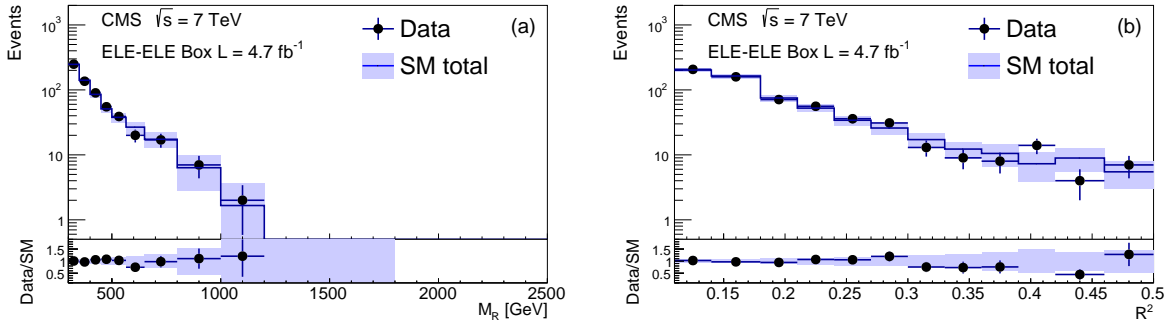 CMS √s = 7 TeV
(a)
ELE-ELE Box L = 4.7 fb⁻¹
Data
SM total
Events
10³
10²
10
1
Data/SM
1.5
1
0.5
500 1000 1500 2000 2500
M_R [GeV]
CMS √s = 7 TeV
(b)
ELE-ELE Box L = 4.7 fb⁻¹
Data
SM total
Events
10³
10²
10
1
Data/SM
1.5
1
0.5
0.15 0.2 0.25 0.3 0.35 0.4 0.45 0.5
R²